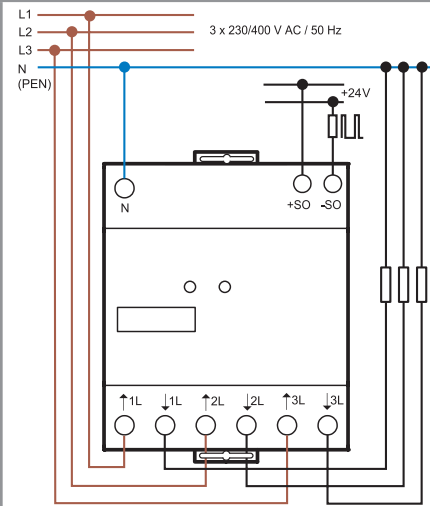 L1
L2
L3
3 x 230/400 V AC / 50 Hz
N
(PEN)
+24V
N
+SO -SO
↑1L ↓1L ↑2L ↓2L ↑3L ↓3L